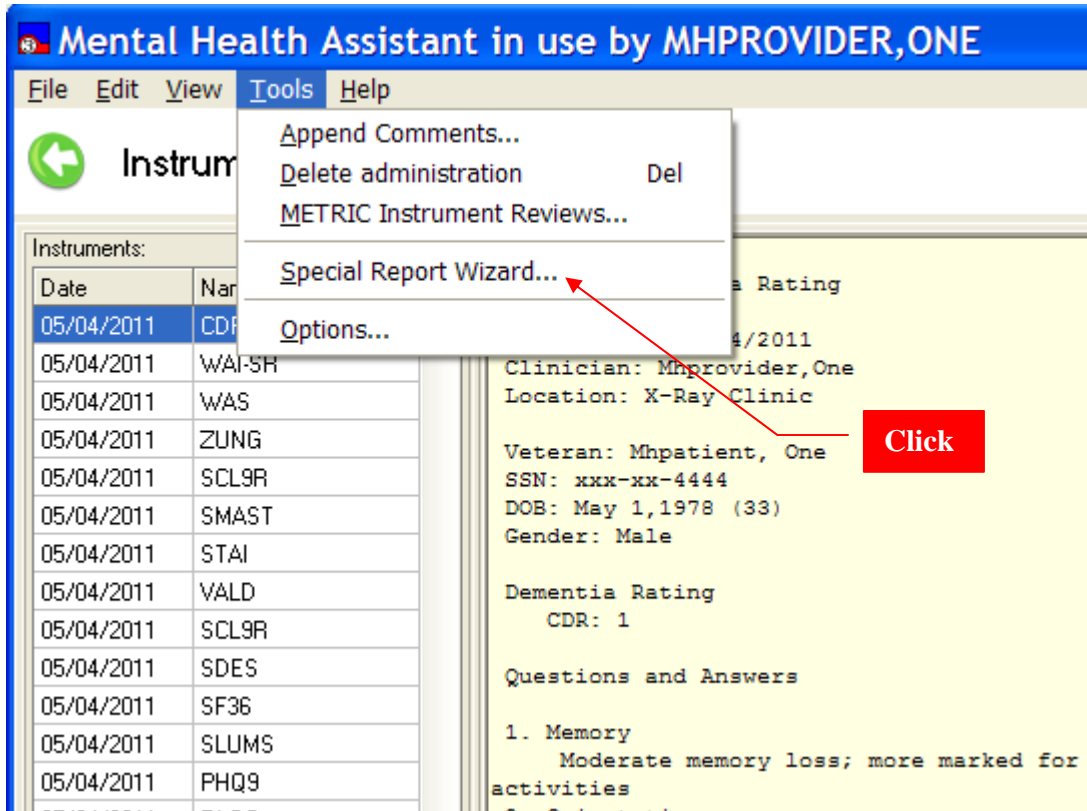 Mental Health Assistant in use by MHPROVIDER,ONE
File Edit View Tools Help
Append Comments...
Delete administration Del
METRIC Instrument Reviews...
Special Report Wizard...
Options...
Instruments:
Date
05/04/2011
05/04/2011 WAI-SR
05/04/2011 WAS
05/04/2011 ZUNG
05/04/2011 SCL9R
05/04/2011 SMAST
05/04/2011 STAI
05/04/2011 VALD
05/04/2011 SCL9R
05/04/2011 SDES
05/04/2011 SF36
05/04/2011 SLUMS
05/04/2011 PHQ9
a Rating
4/2011
Clinician: Mhprovider,One
Location: X-Ray Clinic
Click
Veteran: Mhpatient, One
SSN: xxx-xx-4444
DOB: May 1,1978 (33)
Gender: Male
Dementia Rating
CDR: 1
Questions and Answers
1. Memory
Moderate memory loss; more marked for
activities